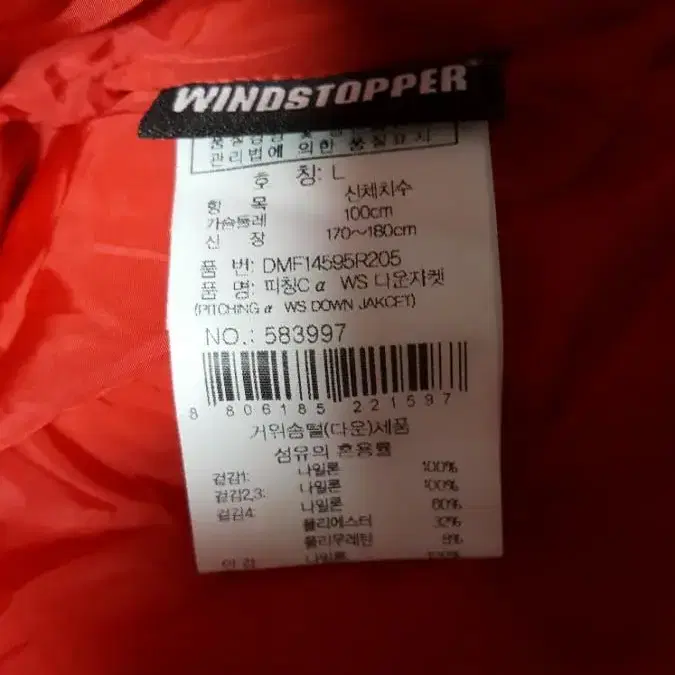 WINDSTOPPER®
관리법에 의한 품질표시
호 칭: L
항 목 신체치수
가슴둘레 100cm
신 장 170~180cm
품 번: DMF14595R205
품 명: 피칭C α WS 다운쟈켓
(PITCHING α WS DOWN JAKCET)
NO.: 583997
8 806185 221597
거위솜털(다운)제품
섬유의 혼용률
겉감1: 나일론 100%
겉감2,3: 나일론 100%
겉감4: 나일론 60%
폴리에스터 32%
폴리우레탄 8%
안 감 나일론 100%